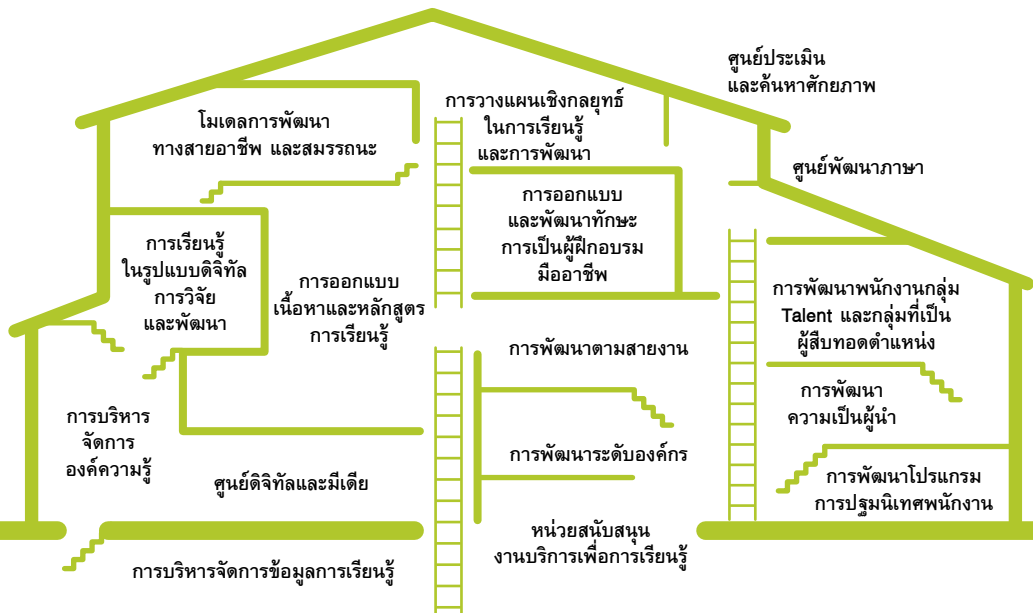 ศูนย์ประเมิน
และค้นหาศักยภาพ
โมเดลการพัฒนา
ทางสายอาชีพ และสมรรถนะ
การวางแผนเชิงกลยุทธ์
ในการเรียนรู้
และการพัฒนา
ศูนย์พัฒนาภาษา
การออกแบบ
และพัฒนาทักษะ
การเป็นผู้ฝึกอบรม
มืออาชีพ
การเรียนรู้
ในรูปแบบดิจิทัล
การวิจัย
และพัฒนา
การออกแบบ
เนื้อหาและหลักสูตร
การเรียนรู้
การพัฒนาพนักงานกลุ่ม
Talent และกลุ่มที่เป็น
ผู้สืบทอดตำแหน่ง
การพัฒนาตามสายงาน
การพัฒนา
ความเป็นผู้นำ
การบริหาร
จัดการ
องค์ความรู้
ศูนย์ดิจิทัลและมีเดีย
การพัฒนาระดับองค์กร
การพัฒนาโปรแกรม
การปฐมนิเทศพนักงาน
หน่วยสนับสนุน
งานบริการเพื่อการเรียนรู้
การบริหารจัดการข้อมูลการเรียนรู้